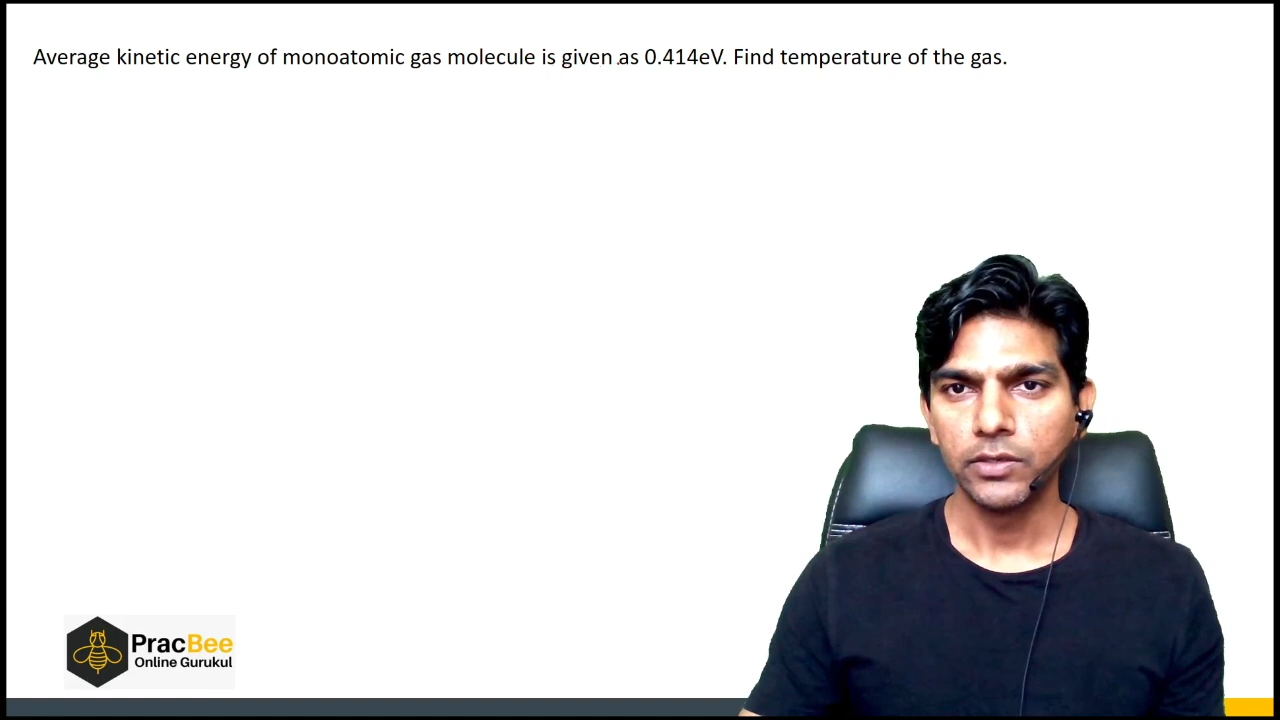 Average kinetic energy of monoatomic gas molecule is given as 0.414eV. Find temperature of the gas.
PracBee
Online Gurukul